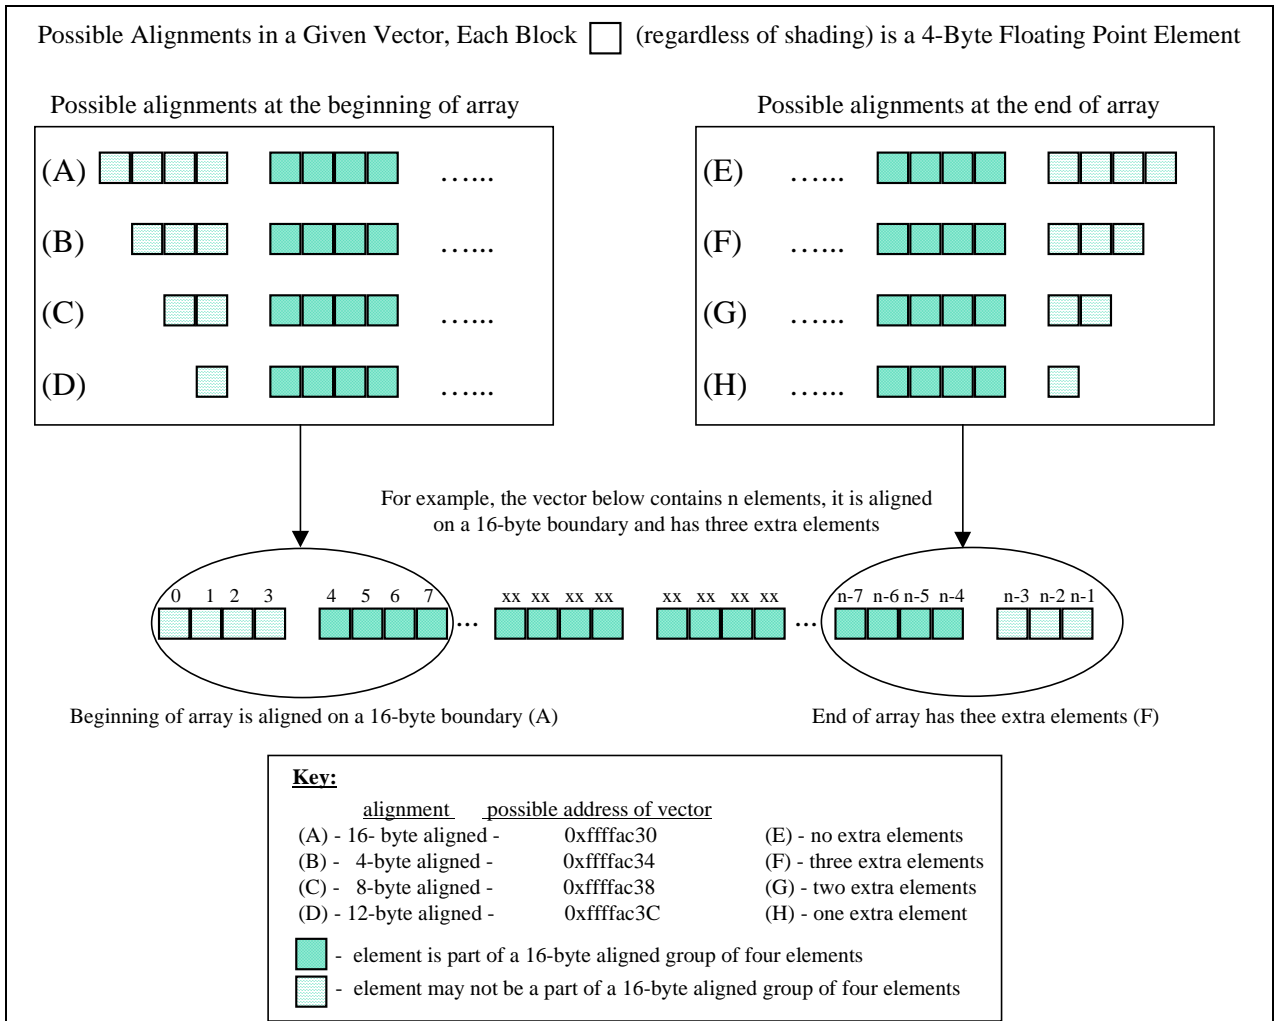 Possible Alignments in a Given Vector, Each Block (regardless of shading) is a 4-Byte Floating Point Element
Possible alignments at the beginning of array
(A) …...
(B) …...
(C) …...
(D) …...
Possible alignments at the end of array
(E) …...
(F) …...
(G) …...
(H) …...
For example, the vector below contains n elements, it is aligned
on a 16-byte boundary and has three extra elements
0 1 2 3 4 5 6 7 xx xx xx xx xx xx xx xx n-7 n-6 n-5 n-4 n-3 n-2 n-1
... ...
Beginning of array is aligned on a 16-byte boundary (A)
End of array has thee extra elements (F)
Key:
alignment possible address of vector
(A) - 16- byte aligned - 0xffffac30 (E) - no extra elements
(B) - 4-byte aligned - 0xffffac34 (F) - three extra elements
(C) - 8-byte aligned - 0xffffac38 (G) - two extra elements
(D) - 12-byte aligned - 0xffffac3C (H) - one extra element
- element is part of a 16-byte aligned group of four elements
- element may not be a part of a 16-byte aligned group of four elements